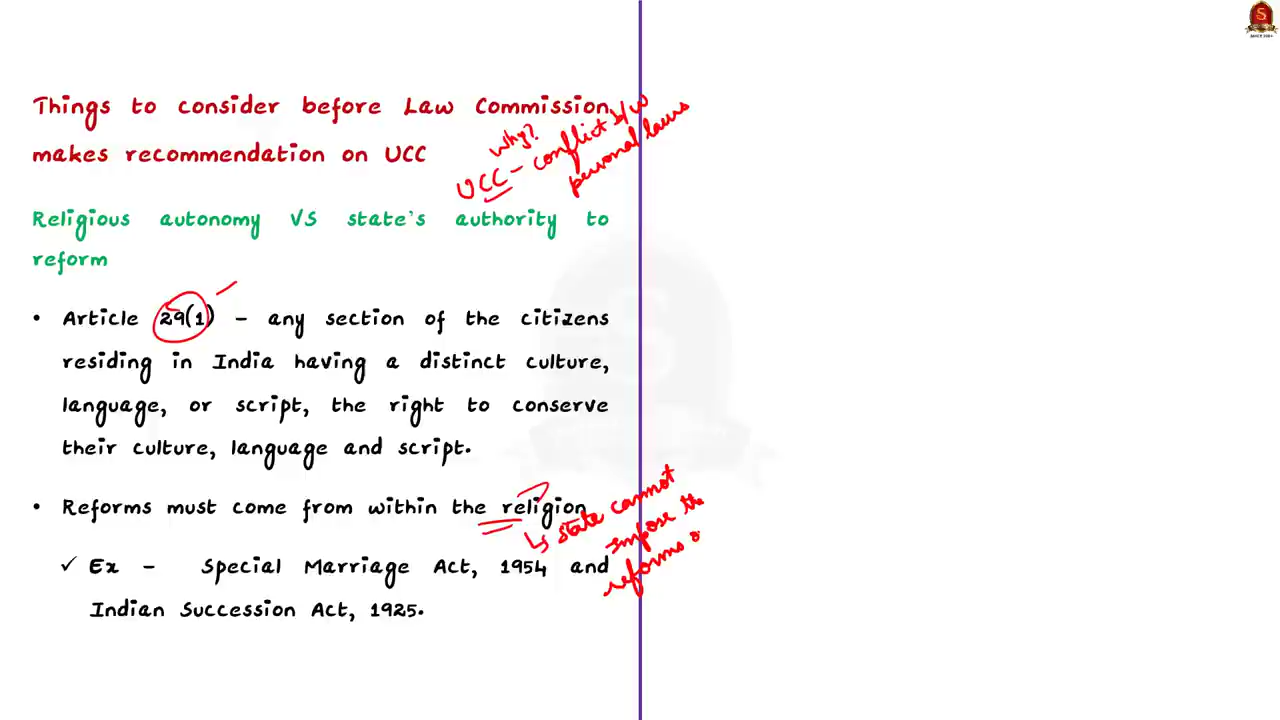 Things to consider before Law Commission
makes recommendation on UCC
why?
UCC - conflict b/w
personal laws
Religious autonomy VS state's authority to
reform
• Article 29(1) - any section of the citizens
residing in India having a distinct culture,
language, or script, the right to conserve
their culture, language and script.
• Reforms must come from within the religion
↳ state cannot
impose the
reforms
✓ Ex - Special Marriage Act, 1954 and
Indian Succession Act, 1925.